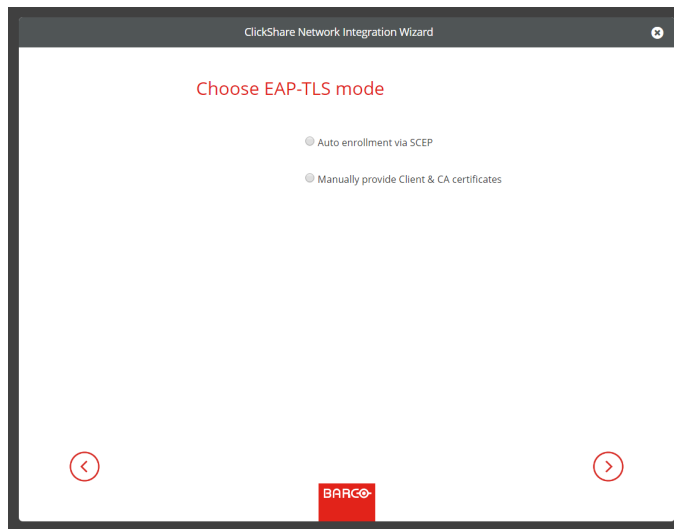 ClickShare Network Integration Wizard
Choose EAP-TLS mode
Auto enrollment via SCEP
Manually provide Client & CA certificates
BARCO